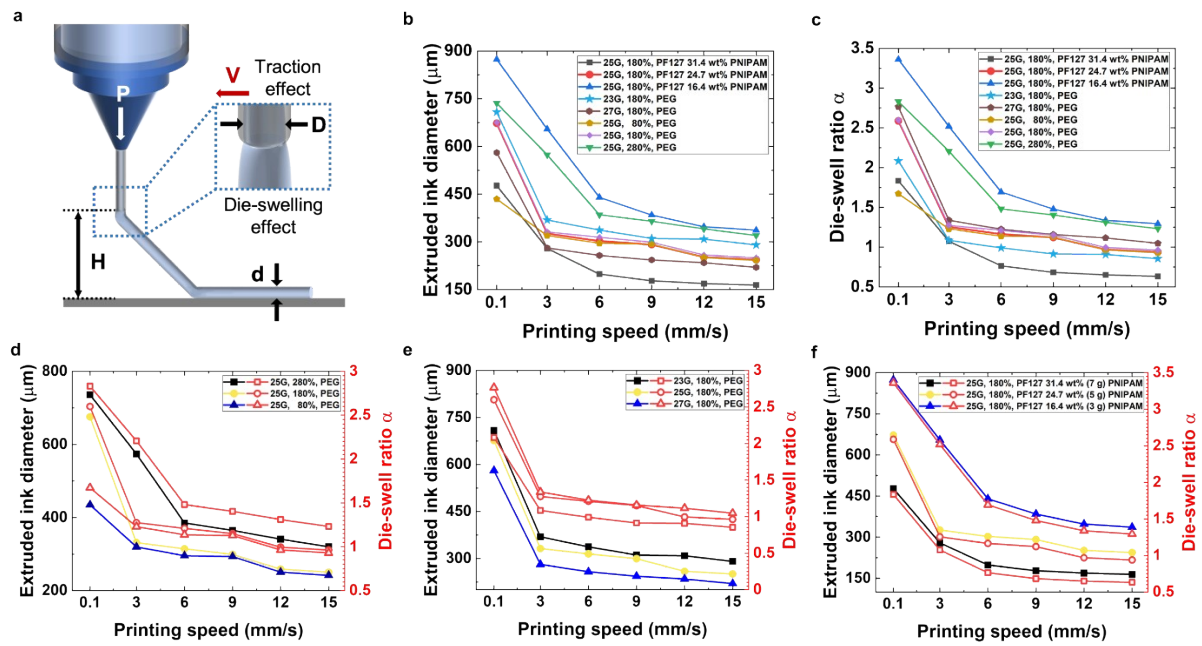 a
P
V
Traction
effect
D
Die-swelling
effect
H
d
b
Extruded ink diameter (μm)
900
750
600
450
300
150
25G, 180%, PF127 31.4 wt% PNIPAM
25G, 180%, PF127 24.7 wt% PNIPAM
25G, 180%, PF127 16.4 wt% PNIPAM
23G, 180%, PEG
27G, 180%, PEG
25G, 80%, PEG
25G, 180%, PEG
25G, 280%, PEG
0.1 3 6 9 12 15
Printing speed (mm/s)
c
Die-swell ratio α
3.5
3
2.5
2
1.5
1
0.5
0
25G, 180%, PF127 31.4 wt% PNIPAM
25G, 180%, PF127 24.7 wt% PNIPAM
25G, 180%, PF127 16.4 wt% PNIPAM
23G, 180%, PEG
27G, 180%, PEG
25G, 80%, PEG
25G, 180%, PEG
25G, 280%, PEG
0.1 3 6 9 12 15
Printing speed (mm/s)
d
Extruded ink diameter (μm)
800
600
400
200
25G, 280%, PEG
25G, 180%, PEG
25G, 80%, PEG
3
2.5
2
1.5
1
0.5
Die-swell ratio α
0.1 3 6 9 12 15
Printing speed (mm/s)
e
Extruded ink diameter (μm)
900
750
600
450
300
23G, 180%, PEG
25G, 180%, PEG
27G, 180%, PEG
3
2.5
2
1.5
1
0.5
0
Die-swell ratio α
0.1 3 6 9 12 15
Printing speed (mm/s)
f
Extruded ink diameter (μm)
900
750
600
450
300
150
25G, 180%, PF127 31.4 wt% (7 g) PNIPAM
25G, 180%, PF127 24.7 wt% (5 g) PNIPAM
25G, 180%, PF127 16.4 wt% (3 g) PNIPAM
3.5
3
2.5
2
1.5
1
0.5
Die-swell ratio α
0.1 3 6 9 12 15
Printing speed (mm/s)